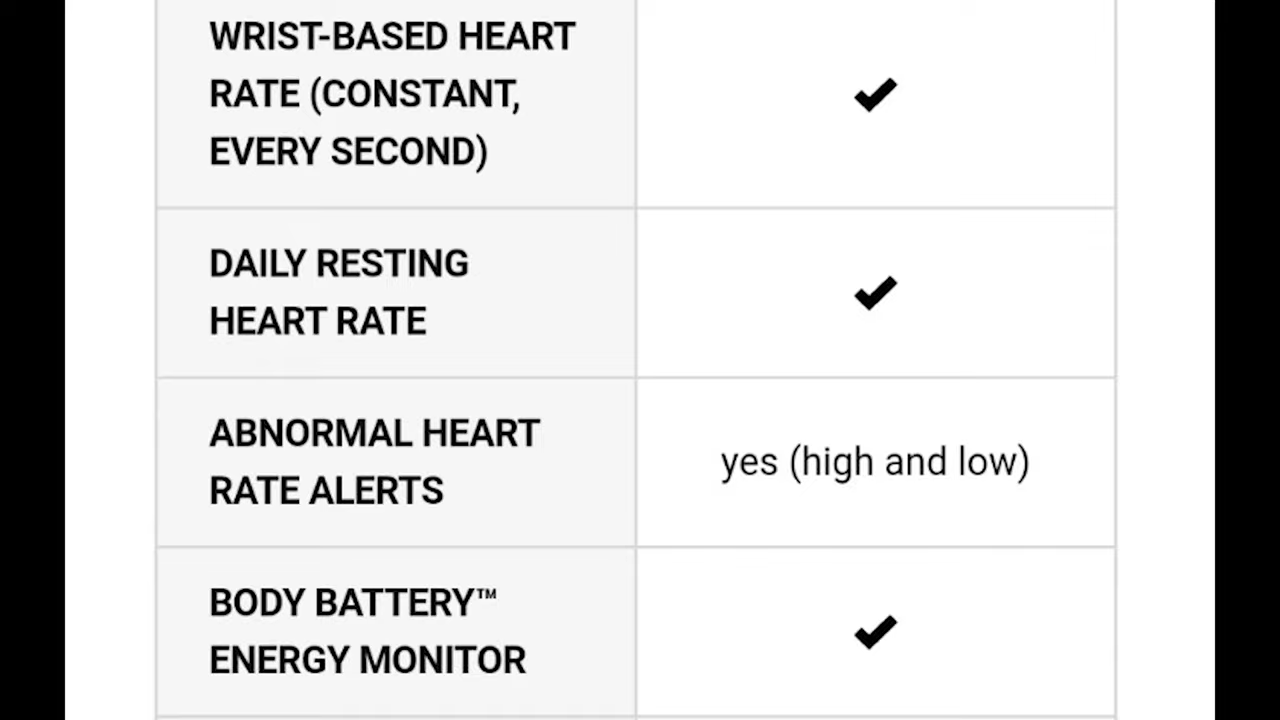 WRIST-BASED HEART
RATE (CONSTANT,
EVERY SECOND)
DAILY RESTING
HEART RATE
ABNORMAL HEART
RATE ALERTS
yes (high and low)
BODY BATTERY™
ENERGY MONITOR